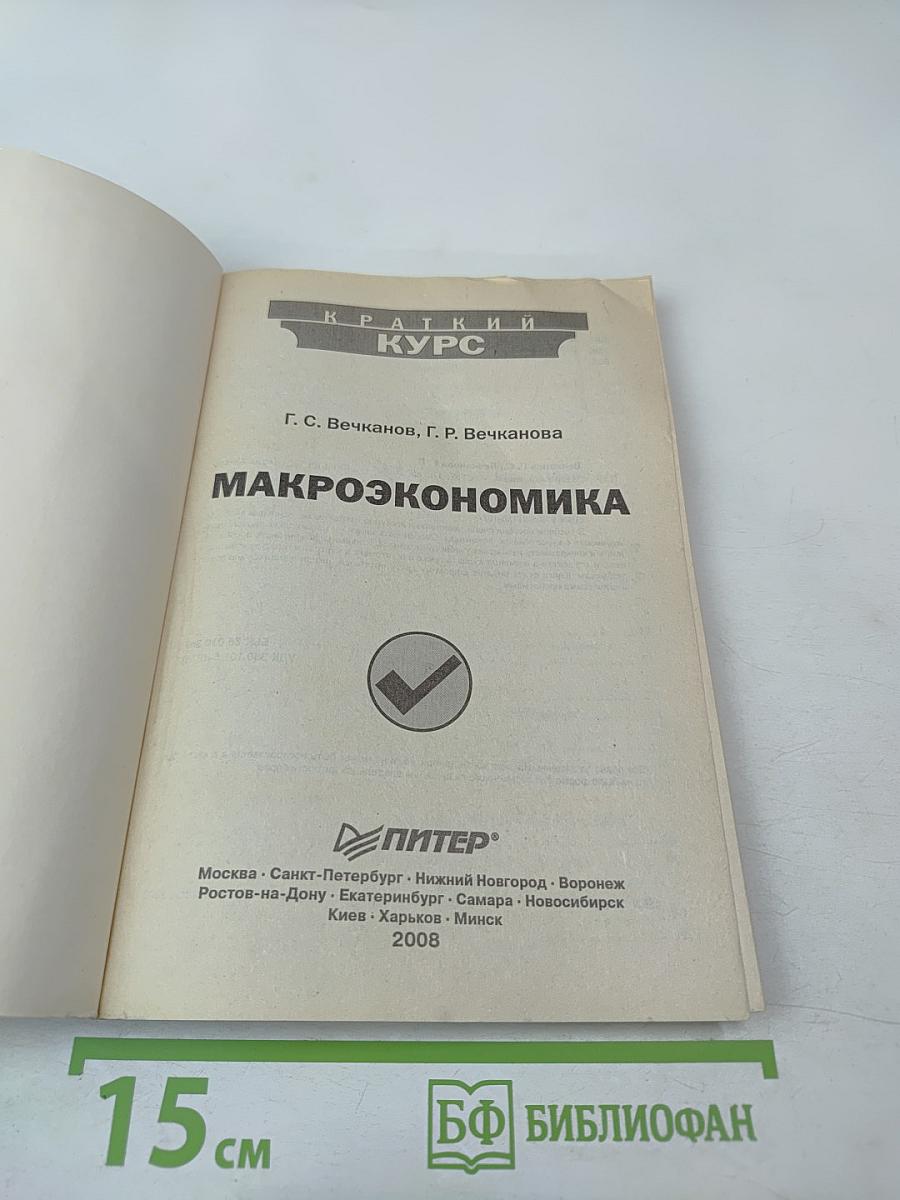 КРАТКИЙ
КУРС
Г. С. Вечканов, Г. Р. Вечканова
МАКРОЭКОНОМИКА
ПИТЕР®
Москва · Санкт-Петербург · Нижний Новгород · Воронеж
Ростов-на-Дону · Екатеринбург · Самара · Новосибирск
Киев · Харьков · Минск
2008
15 см
БФ БИБЛИОФАН